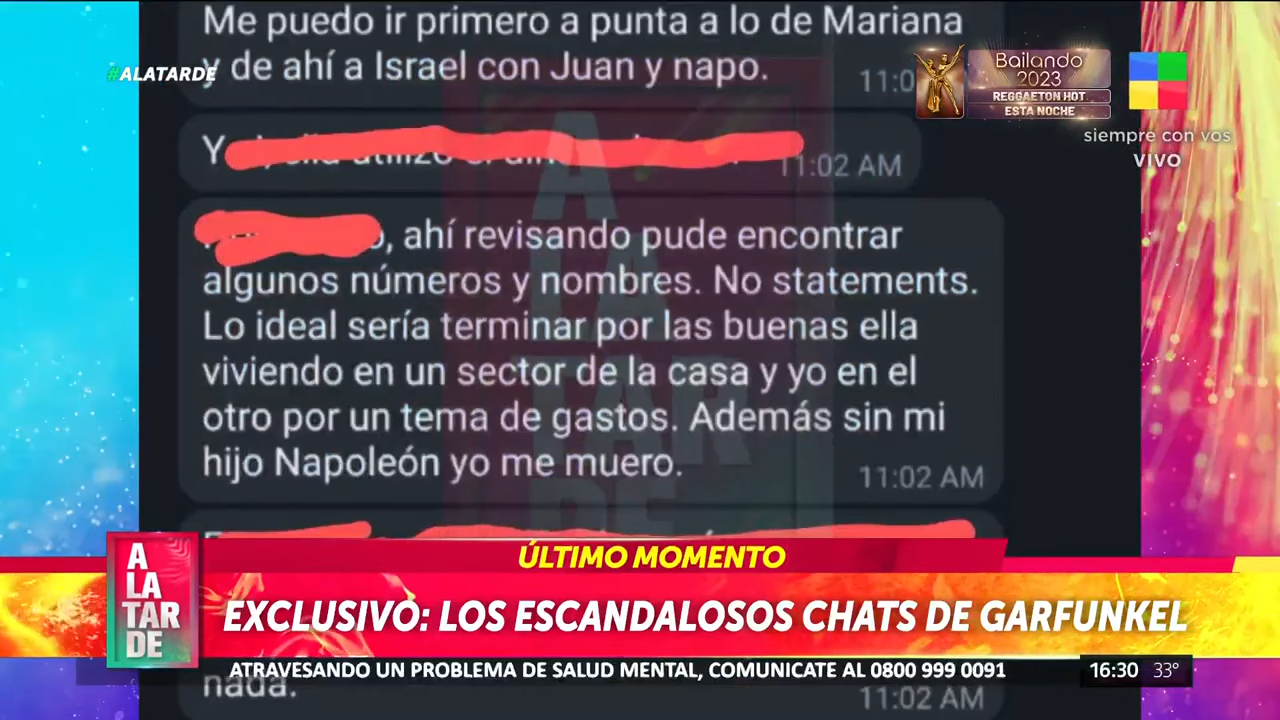 Me puedo ir primero a punta a lo de Mariana
y de ahí a Israel con Juan y napo.
11:0
#ALATARDE
Bailando
2023
REGGAETON HOT
ESTA NOCHE
siempre con vos
VIVO
Y
utilizó
11:02 AM
, ahí revisando pude encontrar
algunos números y nombres. No statements.
Lo ideal sería terminar por las buenas ella
viviendo en un sector de la casa y yo en el
otro por un tema de gastos. Además sin mi
hijo Napoleón yo me muero.
11:02 AM
A
LA
TAR
DE
ÚLTIMO MOMENTO
A
LA
TAR
DE
EXCLUSIVO: LOS ESCANDALOSOS CHATS DE GARFUNKEL
ATRAVESANDO UN PROBLEMA DE SALUD MENTAL, COMUNICATE AL 0800 999 0091
16:30 33°
nada.
11:02 AM